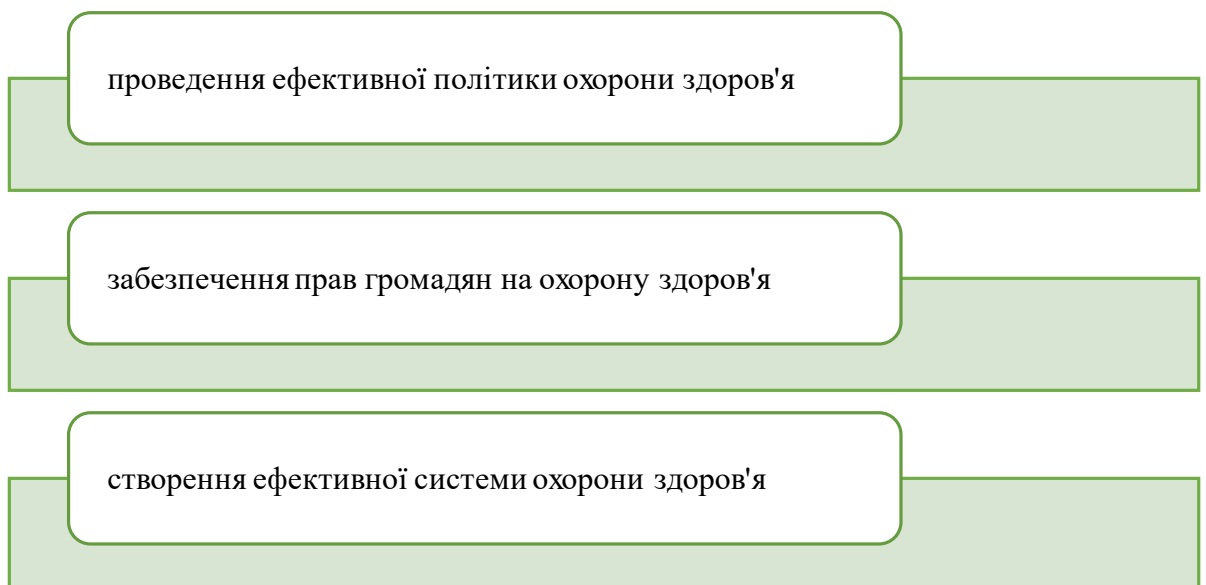 проведення ефективної політики охорони здоров'я
забезпечення прав громадян на охорону здоров'я
створення ефективної системи охорони здоров'я